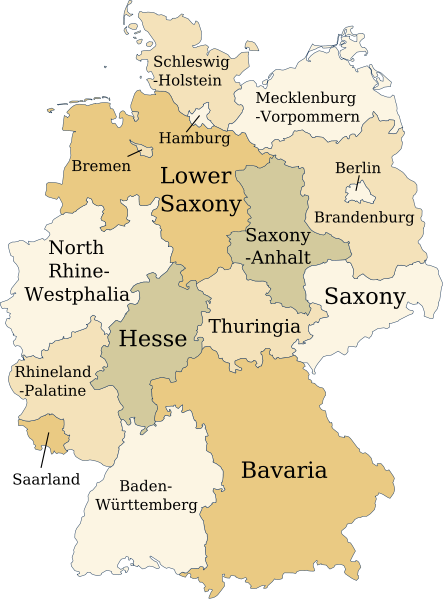 Schleswig
-Holstein
Mecklenburg
-Vorpommern
Hamburg
Bremen
Berlin
Lower
Saxony
Brandenburg
Saxony
-Anhalt
North
Rhine-
Westphalia
Saxony
Thuringia
Hesse
Rhineland
-Palatine
Saarland
Bavaria
Baden-
Württemberg